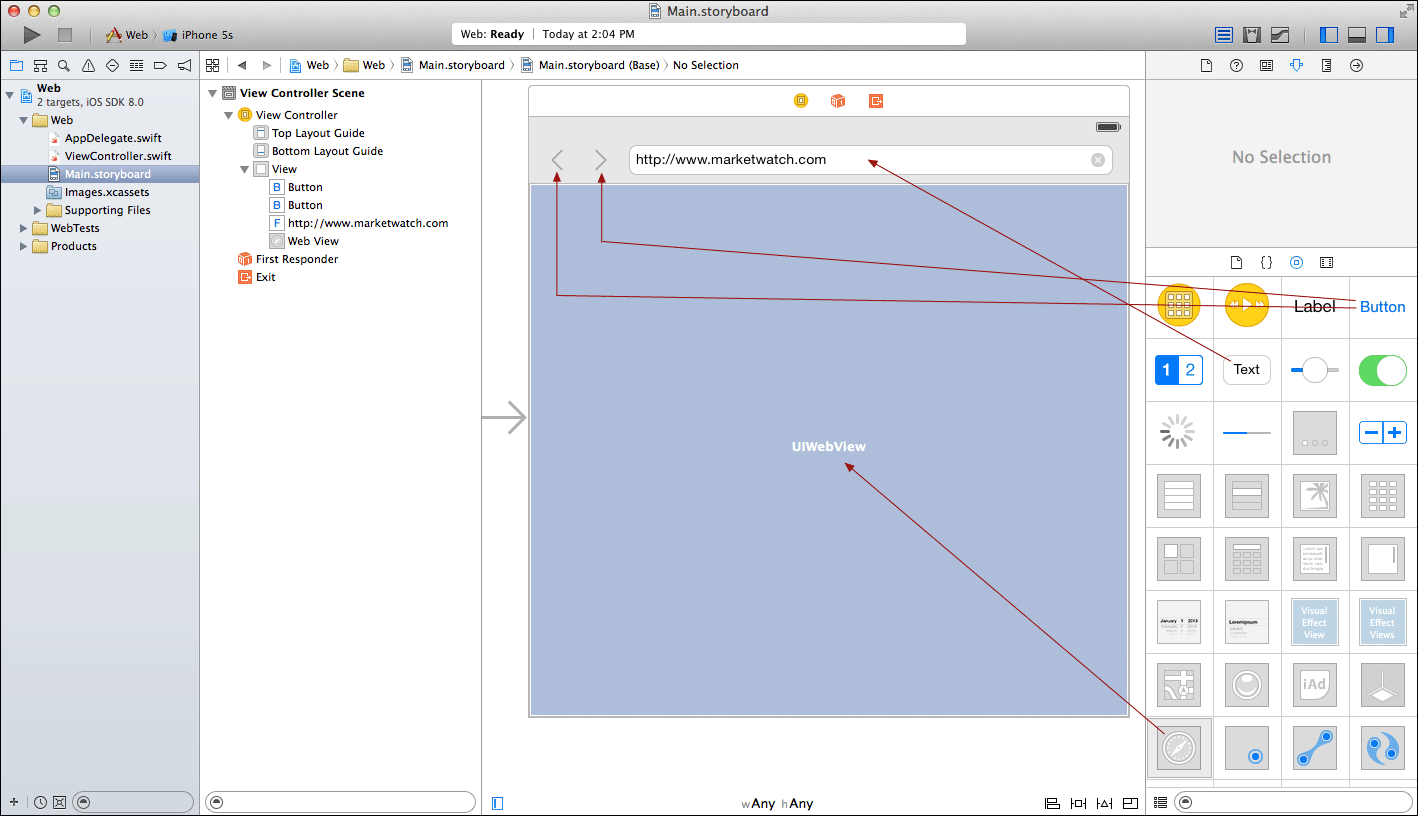 Main.storyboard
Web iPhone 5s
Web: Ready Today at 2:04 PM
Web Web Main.storyboard Main.storyboard (Base) No Selection
Web
2 targets, iOS SDK 8.0
Web
AppDelegate.swift
ViewController.swift
Main.storyboard
Images.xcassets
Supporting Files
WebTests
Products
View Controller Scene
View Controller
Top Layout Guide
Bottom Layout Guide
View
B Button
B Button
F http://www.marketwatch.com
Web View
First Responder
Exit
http://www.marketwatch.com
UIWebView
wAny hAny
No Selection
{ }
Label Button
1 2 Text
Visual
Effect
View
Visual
Effect
Views
iAd